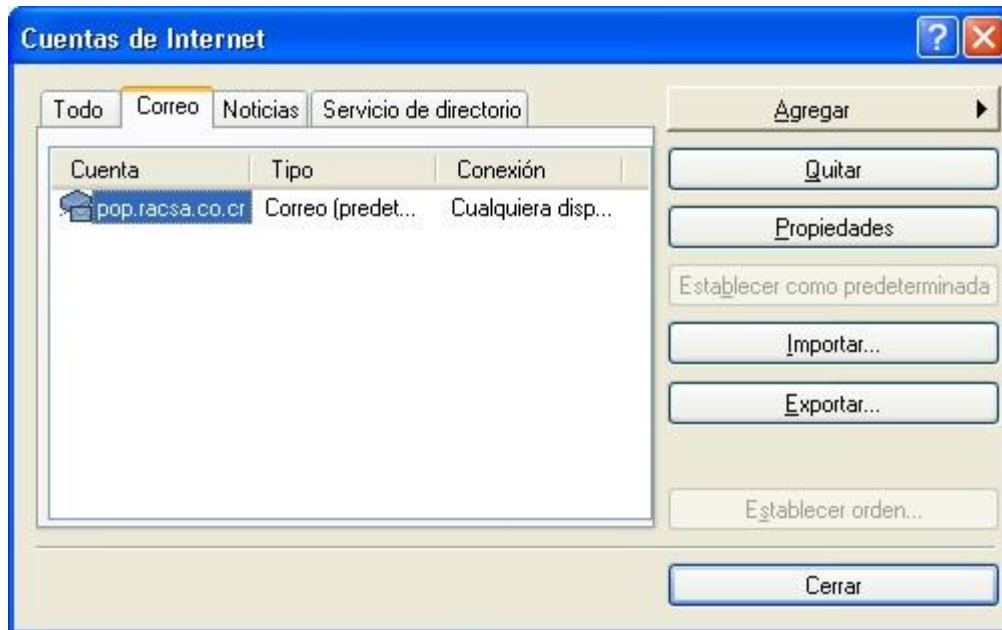 Cuentas de Internet
Todo Correo Noticias Servicio de directorio
Agregar
Cuenta Tipo Conexión
Quitar
pop.racsa.co.cr Correo (predet... Cualquiera disp...
Propiedades
Establecer como predeterminada
Importar...
Exportar...
Establecer orden...
Cerrar